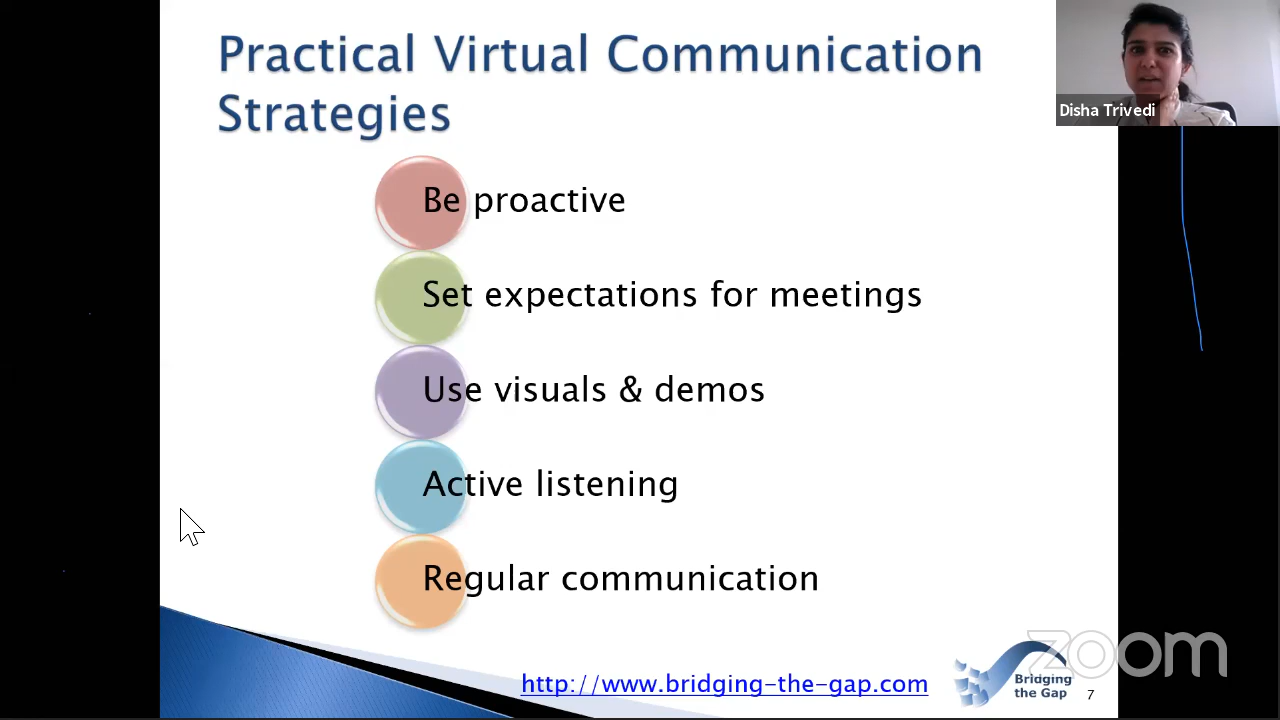 Practical Virtual Communication
Strategies
Disha Trivedi
Be proactive
Set expectations for meetings
Use visuals & demos
Active listening
Regular communication
http://www.bridging-the-gap.com
Bridging
the Gap
7
zoom